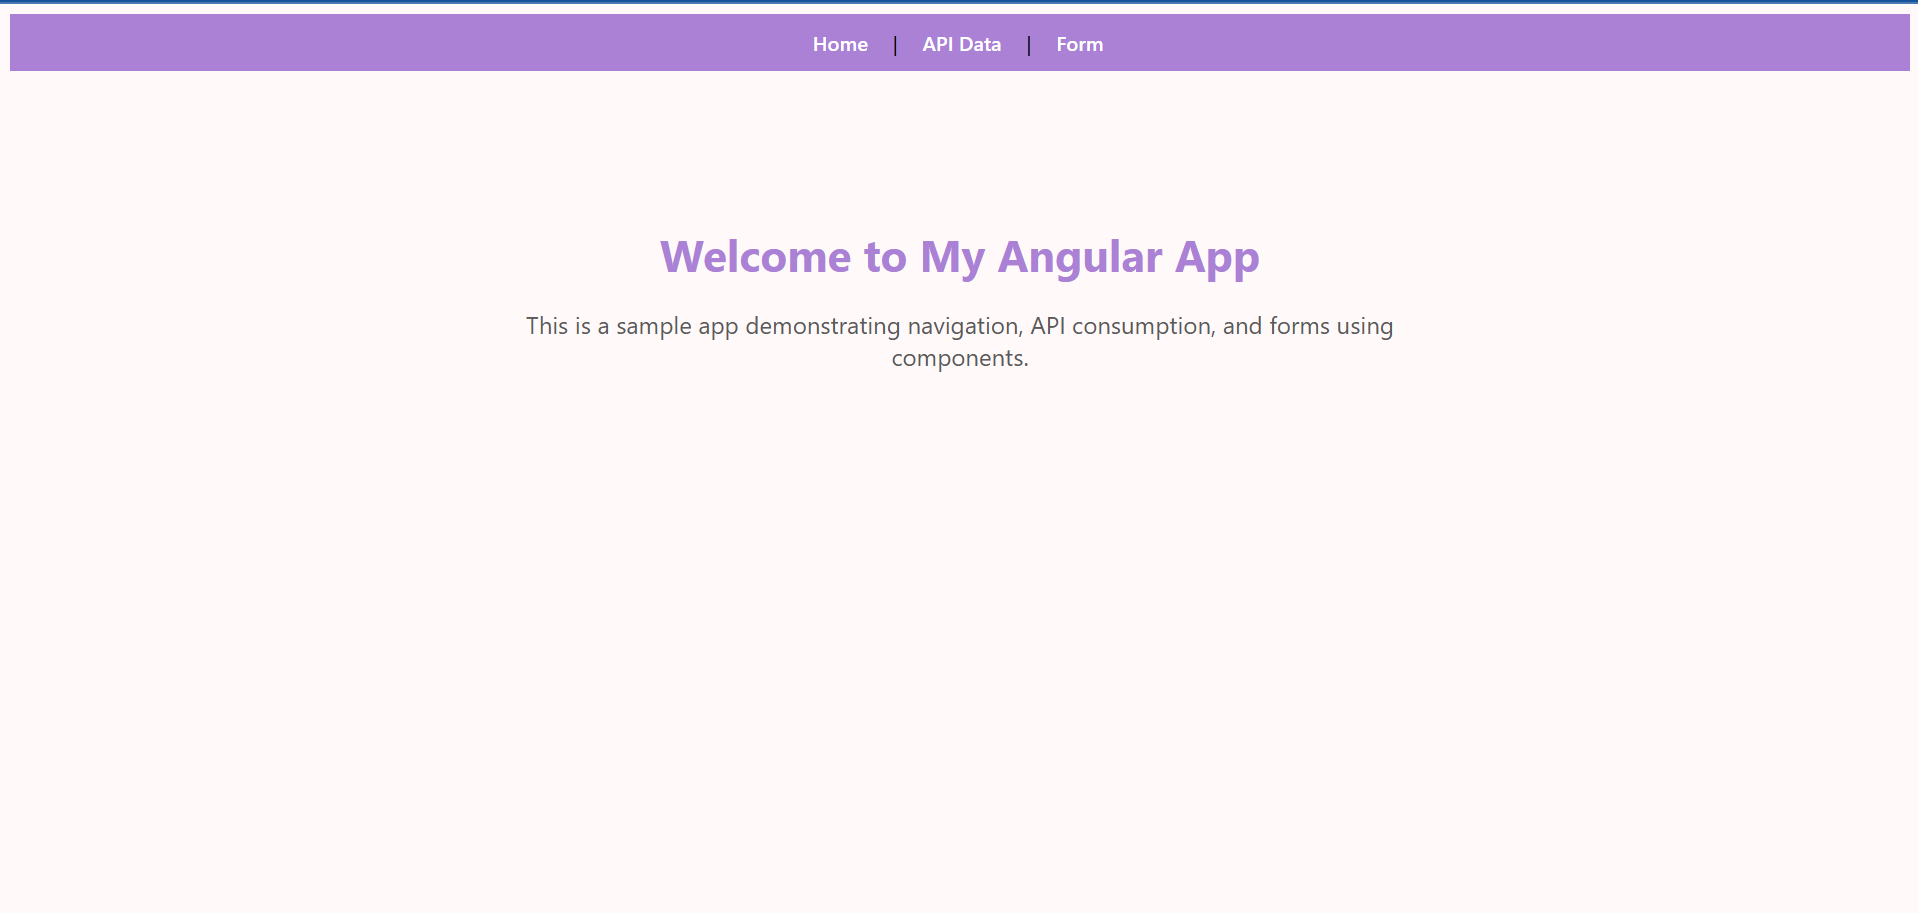 Home | API Data | Form
Welcome to My Angular App
This is a sample app demonstrating navigation, API consumption, and forms using
components.